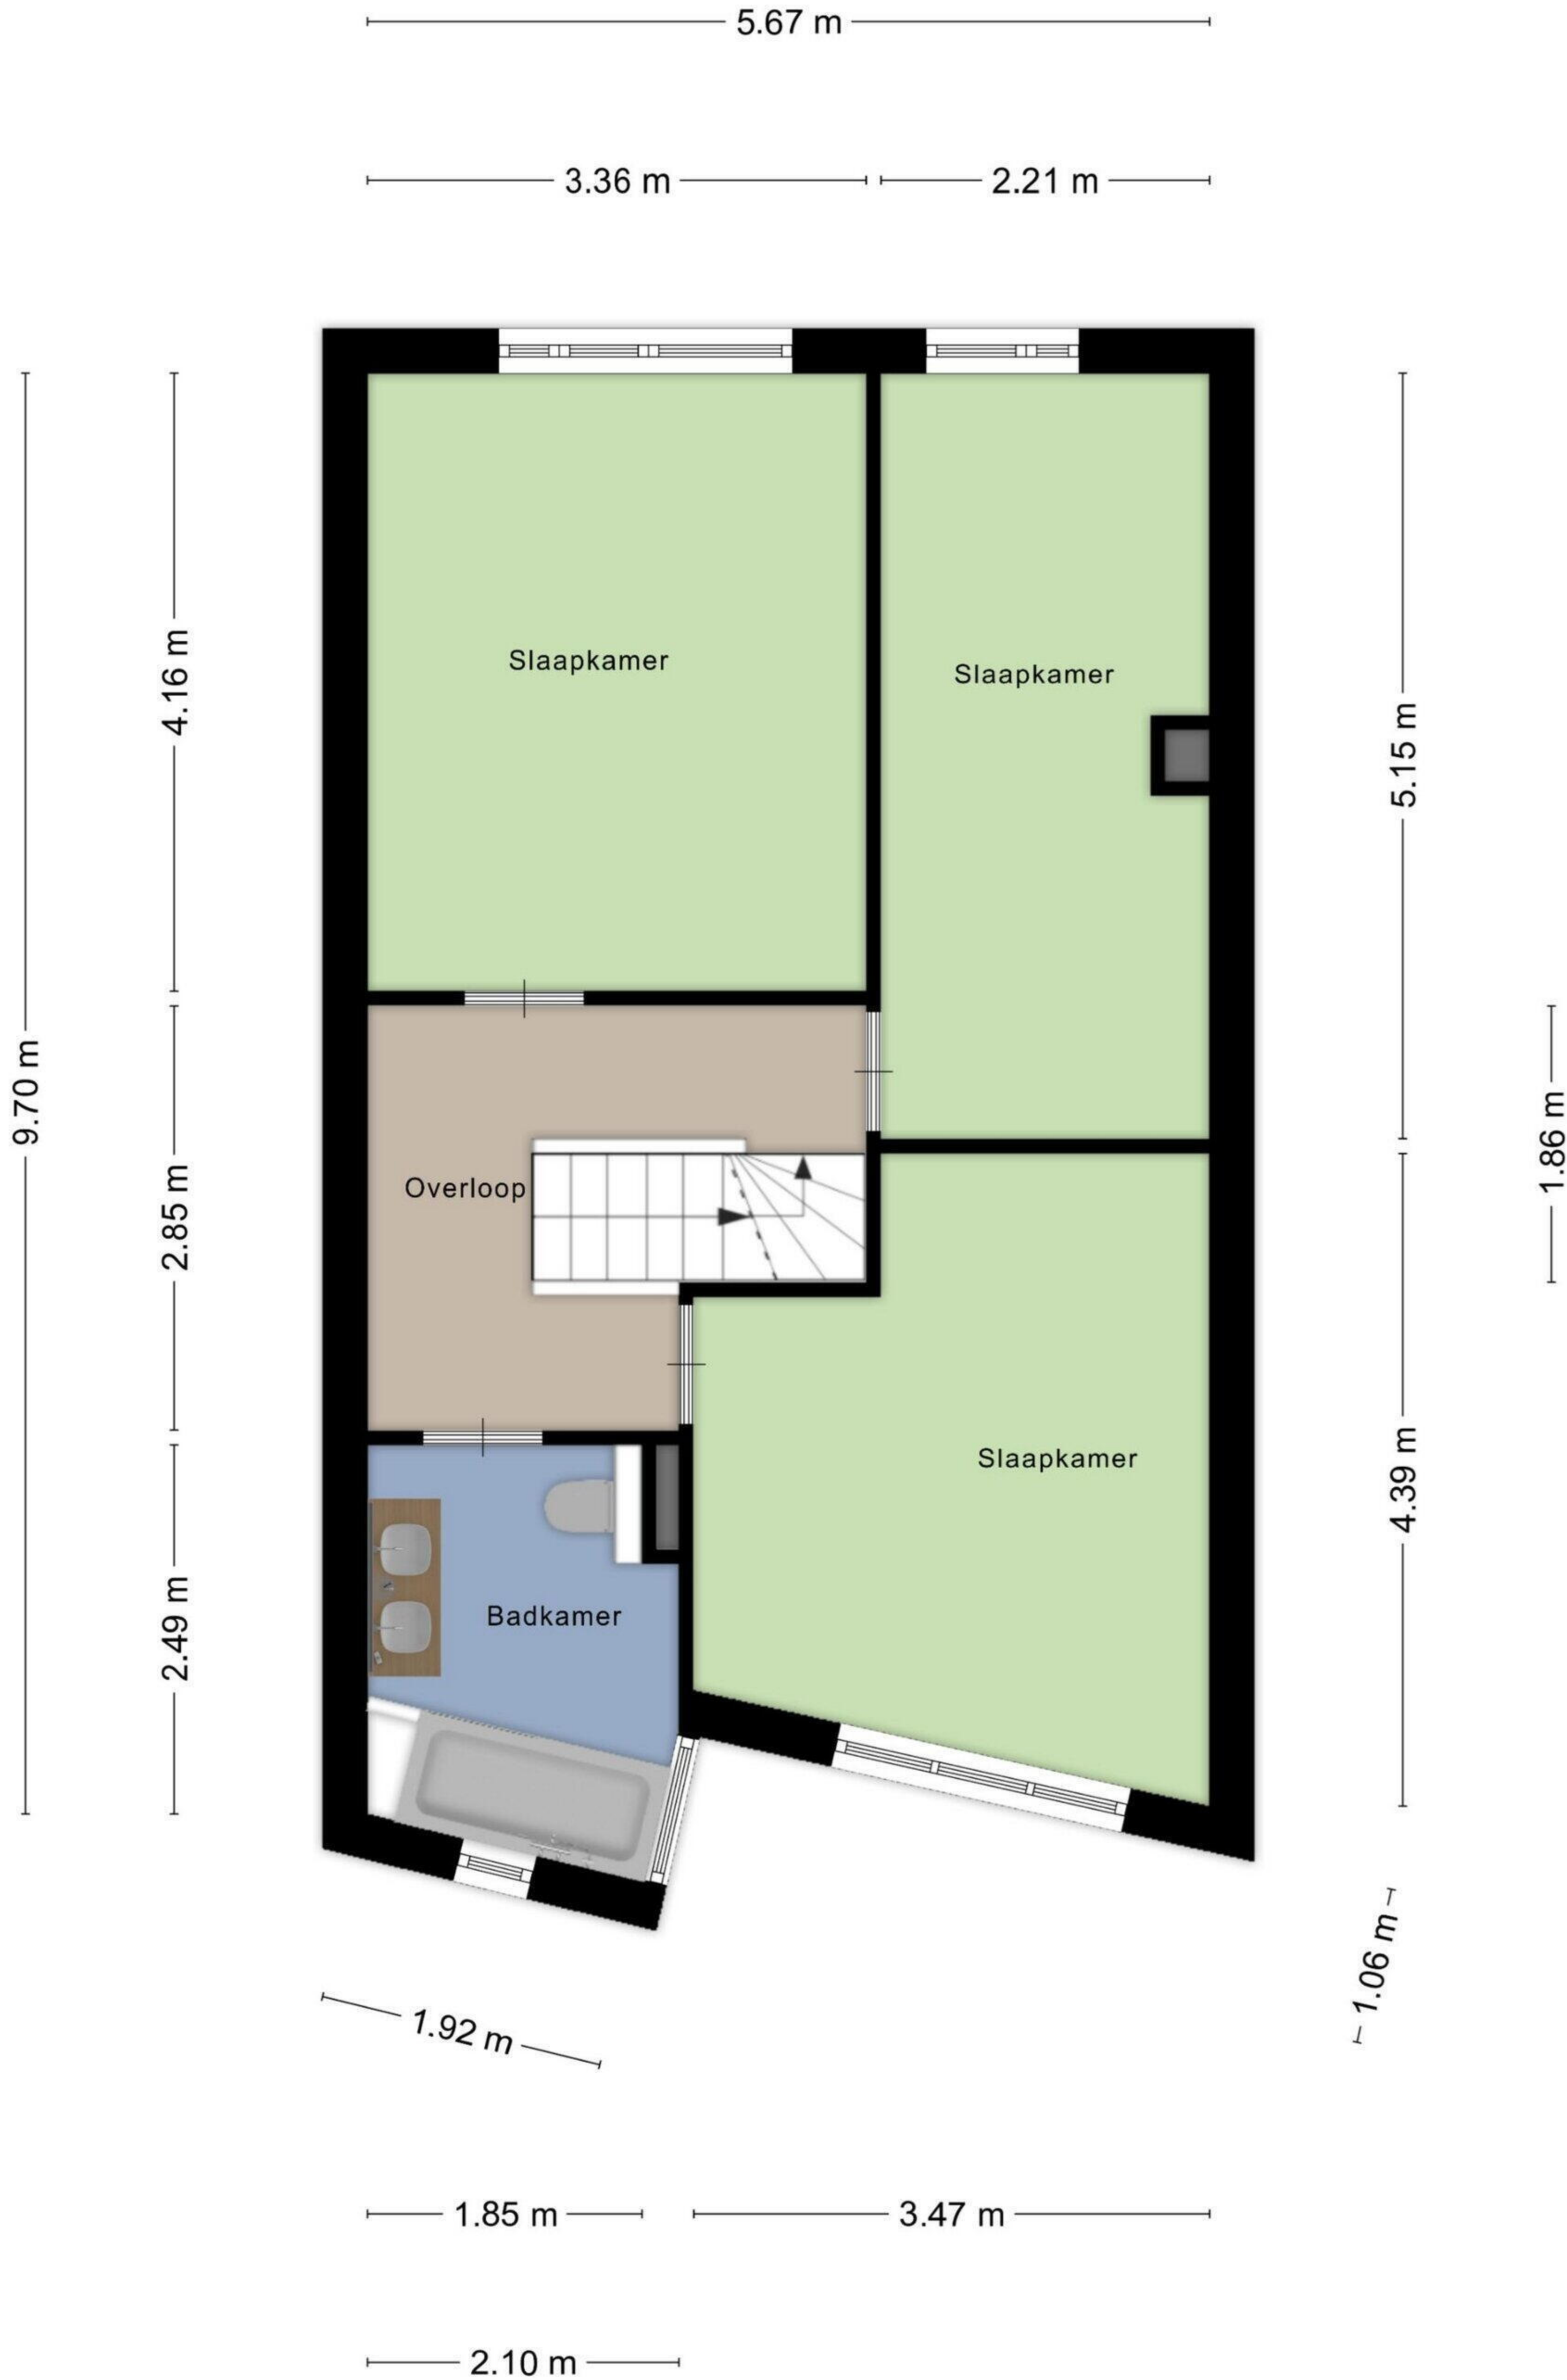 5.67 m
3.36 m
2.21 m
Slaapkamer
Slaapkamer
4.16 m
5.15 m
9.70 m
1.86 m
2.85 m
Overloop
4.39 m
Slaapkamer
2.49 m
Badkamer
1.06 m
1.92 m
1.85 m
3.47 m
2.10 m